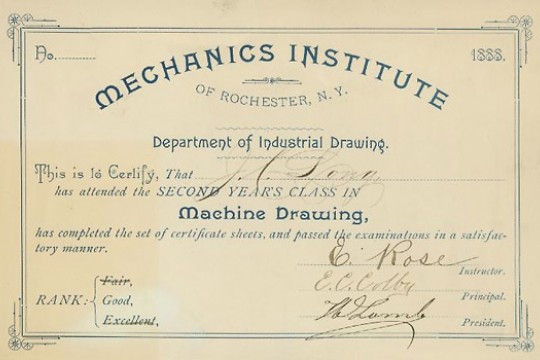 No. 1888.
MECHANICS INSTITUTE
OF ROCHESTER, N. Y.
Department of Industrial Drawing.
This is to Certify, That J. C. Long
has attended the SECOND YEAR'S CLASS IN
Machine Drawing,
has completed the set of certificate sheets, and passed the examinations in a satisfac-
tory manner.
E. Rose
Instructor.
Fair,
E. C. Colby
RANK: Good,
Principal.
Excellent,
Lomb
President.